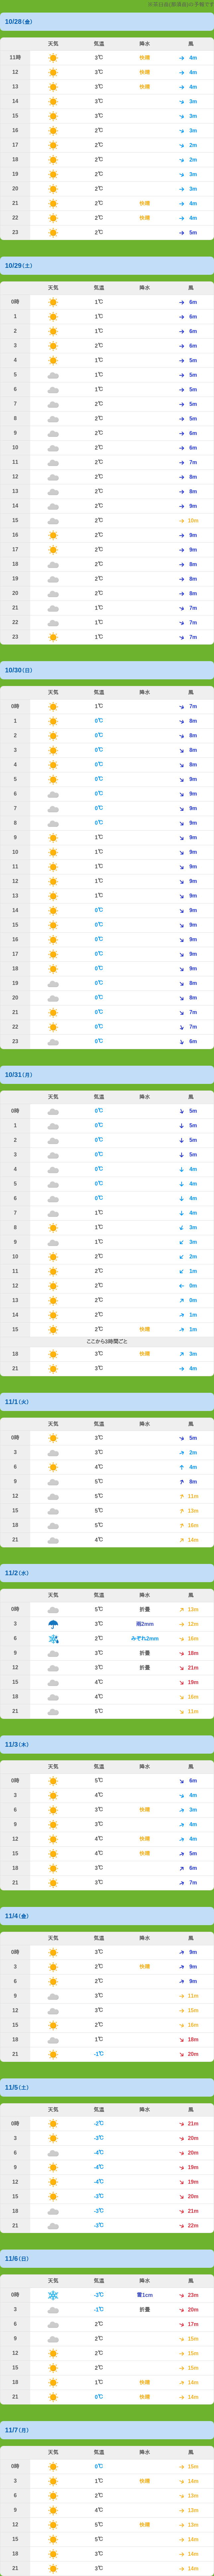 10/28(金)
天気 気温 降水 風
11時 3℃ 快晴 4m
12 3℃ 快晴 4m
13 3℃ 快晴 4m
14 3℃ 3m
15 3℃ 3m
16 2℃ 3m
17 2℃ 2m
18 2℃ 2m
19 2℃ 3m
20 2℃ 3m
21 2℃ 快晴 4m
22 2℃ 快晴 4m
23 2℃ 5m
10/29(土)
天気 気温 降水 風
0時 1℃ 6m
1 1℃ 6m
2 1℃ 6m
3 2℃ 6m
4 1℃ 5m
5 1℃ 5m
6 1℃ 5m
7 2℃ 5m
8 2℃ 5m
9 2℃ 6m
10 2℃ 6m
11 2℃ 7m
12 2℃ 8m
13 2℃ 8m
14 2℃ 9m
15 2℃ 10m
16 2℃ 9m
17 2℃ 9m
18 2℃ 8m
19 2℃ 8m
20 2℃ 8m
21 1℃ 7m
22 1℃ 7m
23 1℃ 7m
10/30(日)
天気 気温 降水 風
0時 1℃ 7m
1 0℃ 8m
2 0℃ 8m
3 0℃ 8m
4 0℃ 8m
5 0℃ 9m
6 0℃ 9m
7 0℃ 9m
8 0℃ 9m
9 1℃ 9m
10 1℃ 9m
11 1℃ 9m
12 1℃ 9m
13 1℃ 9m
14 0℃ 9m
15 0℃ 9m
16 0℃ 9m
17 0℃ 9m
18 0℃ 9m
19 0℃ 8m
20 0℃ 8m
21 0℃ 7m
22 0℃ 7m
23 0℃ 6m
10/31(月)
天気 気温 降水 風
0時 0℃ 5m
1 0℃ 5m
2 0℃ 5m
3 0℃ 5m
4 0℃ 4m
5 0℃ 4m
6 0℃ 4m
7 1℃ 4m
8 1℃ 3m
9 1℃ 3m
10 2℃ 2m
11 2℃ 1m
12 2℃ 0m
13 2℃ 0m
14 2℃ 1m
15 2℃ 快晴 1m
ここから3時間ごと
18 3℃ 快晴 3m
21 3℃ 4m
11/1(火)
天気 気温 降水 風
0時 3℃ 5m
3 3℃ 2m
6 4℃ 4m
9 5℃ 8m
12 5℃ 11m
15 5℃ 13m
18 5℃ 16m
21 4℃ 14m
11/2(水)
天気 気温 降水 風
0時 5℃ 折曇 13m
3 3℃ 雨2mm 12m
6 2℃ みぞれ2mm 16m
9 3℃ 折曇 18m
12 3℃ 折曇 21m
15 4℃ 19m
18 4℃ 16m
21 5℃ 11m
11/3(木)
天気 気温 降水 風
0時 5℃ 6m
3 4℃ 4m
6 3℃ 快晴 3m
9 3℃ 4m
12 4℃ 快晴 4m
15 4℃ 快晴 5m
18 3℃ 6m
21 3℃ 7m
11/4(金)
天気 気温 降水 風
0時 3℃ 9m
3 2℃ 快晴 9m
6 2℃ 9m
9 3℃ 11m
12 3℃ 15m
15 2℃ 16m
18 1℃ 18m
21 -1℃ 20m
11/5(土)
天気 気温 降水 風
0時 -2℃ 21m
3 -3℃ 20m
6 -4℃ 20m
9 -4℃ 19m
12 -4℃ 19m
15 -3℃ 20m
18 -3℃ 21m
21 -3℃ 22m
11/6(日)
天気 気温 降水 風
0時 -3℃ 雪1cm 23m
3 -1℃ 折曇 20m
6 2℃ 17m
9 2℃ 15m
12 2℃ 15m
15 2℃ 15m
18 1℃ 快晴 14m
21 0℃ 快晴 14m
11/7(月)
天気 気温 降水 風
0時 0℃ 15m
3 1℃ 快晴 14m
6 2℃ 13m
9 4℃ 13m
12 5℃ 快晴 13m
15 5℃ 14m
18 3℃ 14m
21 3℃ 14m